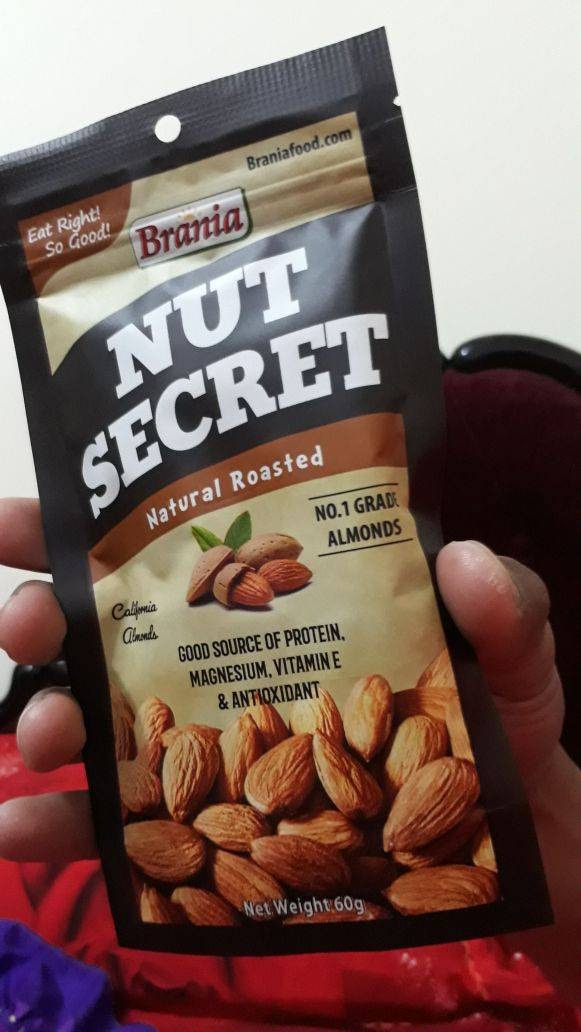 Braniafood.com
Eat Right!
So Good!
Brania
NUT
SECRET
Natural Roasted
NO.1 GRADE
ALMONDS
California
Almonds
GOOD SOURCE OF PROTEIN,
MAGNESIUM, VITAMIN E
& ANTIOXIDANT
Net Weight:60g